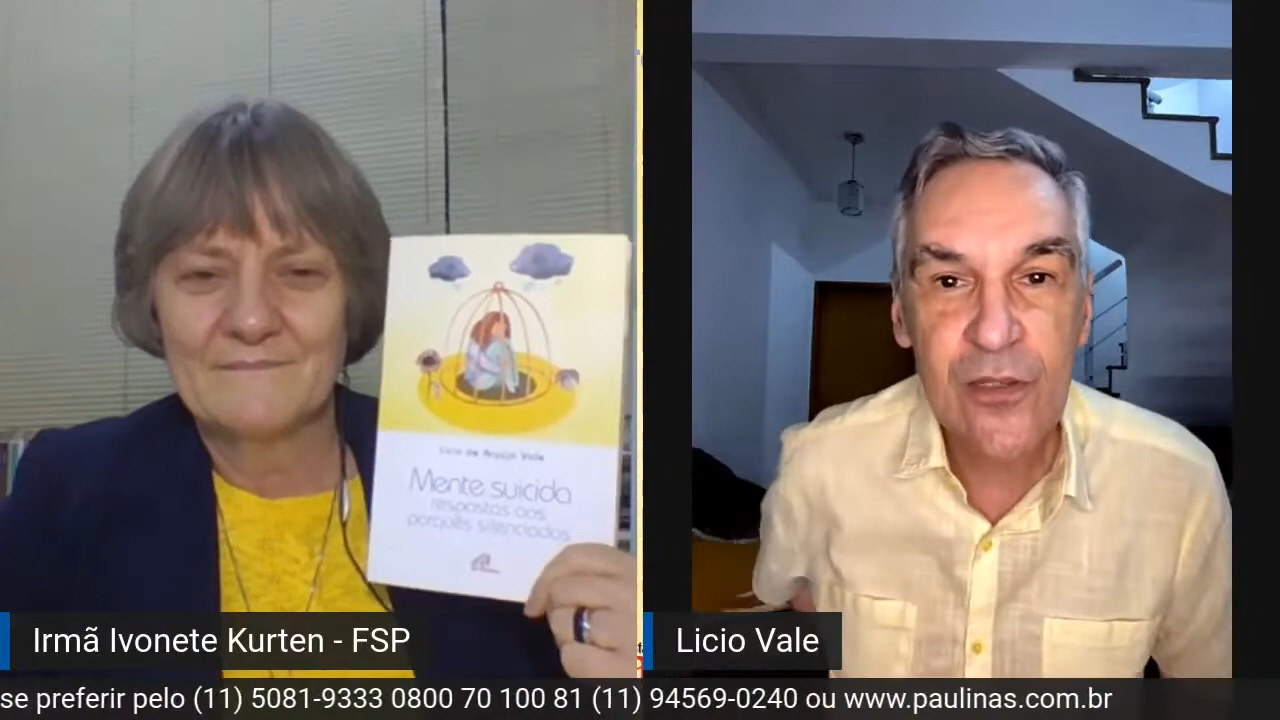 Licio de Araújo Vale
Mente suicida
respostas aos
porquês silenciados
Irmã Ivonete Kurten - FSP
Licio Vale
se preferir pelo (11) 5081-9333 0800 70 100 81 (11) 94569-0240 ou www.paulinas.com.br